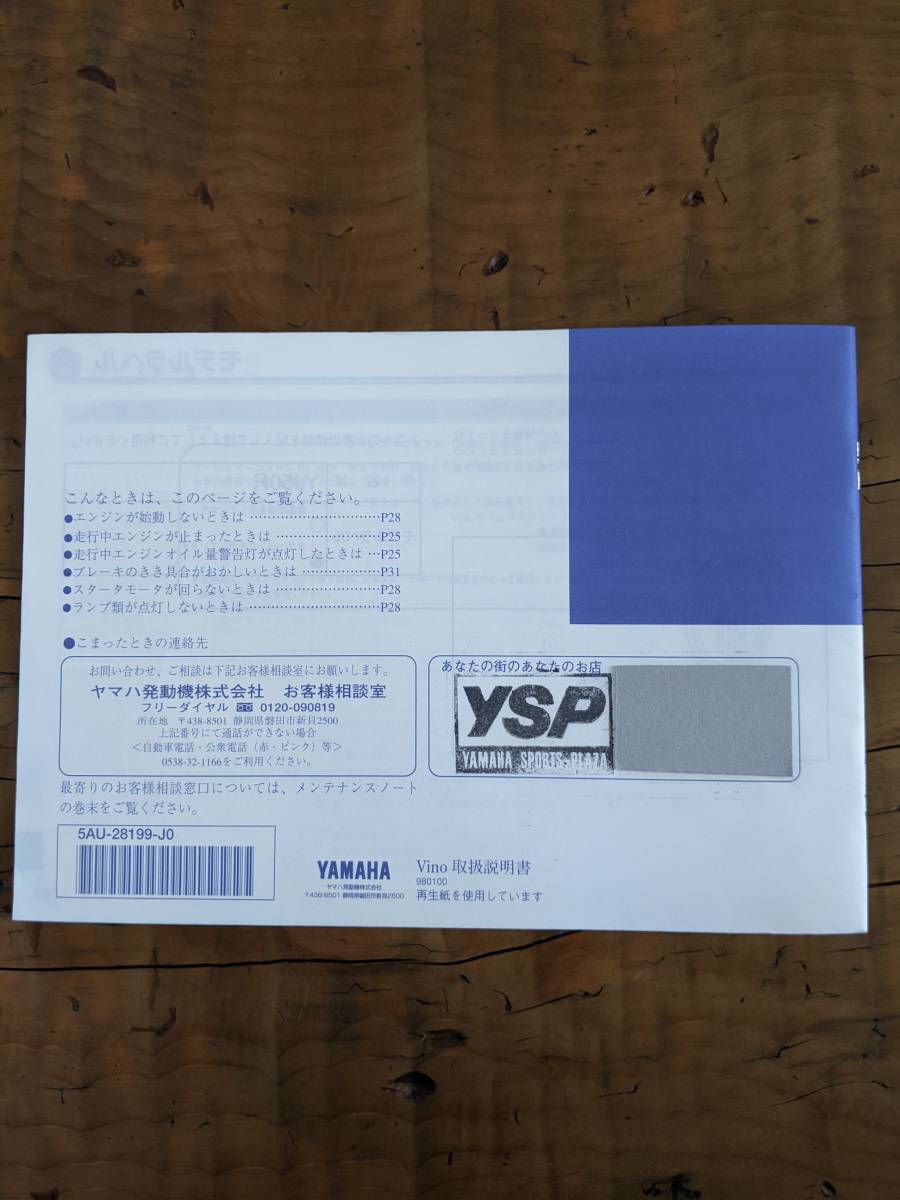 モデルラベル
こんなときは、このページをご覧ください。
●エンジンが始動しないときは ……………………………P28
●走行中エンジンが止まったときは ………………………P25
●走行中エンジンオイル量警告灯が点灯したときは …P25
●ブレーキのきき具合がおかしいときは …………………P31
●スタータモータが回らないときは ………………………P28
●ランプ類が点灯しないときは ……………………………P28
●こまったときの連絡先
お問い合わせ、ご相談は下記お客様相談室にお願いします。
ヤマハ発動機株式会社 お客様相談室
フリーダイヤル 0120-090819
所在地 〒438-8501 静岡県磐田市新貝2500
上記番号にて通話ができない場合
＜自動車電話・公衆電話（赤・ピンク）等＞
0538-32-1166をご利用ください。
あなたの街のあなたのお店
YSP
YAMAHA SPORTS PLAZA
最寄りのお客様相談窓口については、メンテナンスノート
の巻末をご覧ください。
5AU-28199-J0
YAMAHA
ヤマハ発動機株式会社
〒438-8501 静岡県磐田市新貝2500
Vino 取扱説明書
980100
再生紙を使用しています